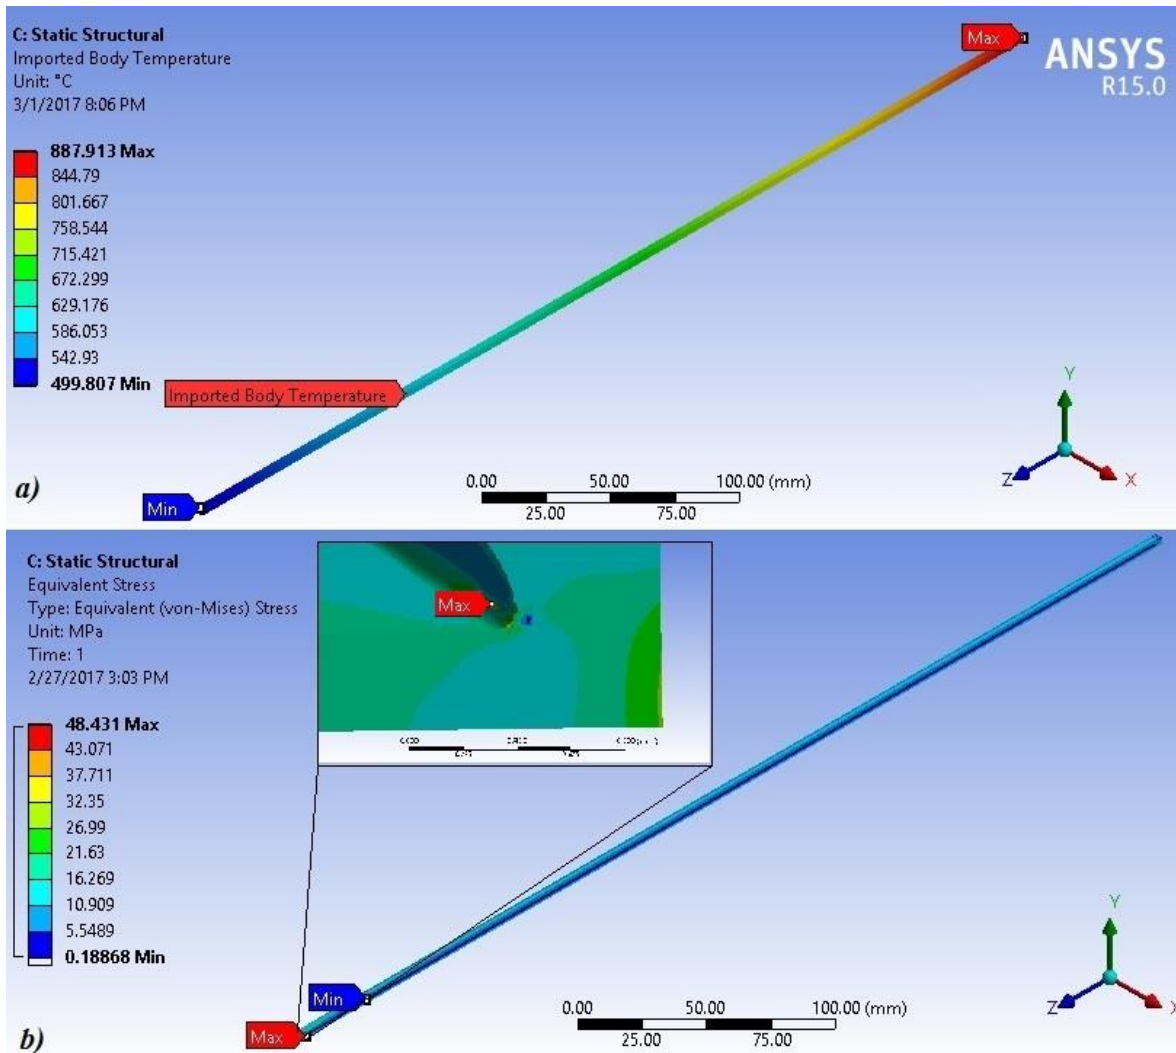 C: Static Structural
Imported Body Temperature
Unit: °C
3/1/2017 8:06 PM
Max
ANSYS
R15.0
887.913 Max
844.79
801.667
758.544
715.421
672.299
629.176
586.053
542.93
499.807 Min
Imported Body Temperature
Min
0.00 50.00 100.00 (mm)
25.00 75.00
Y
Z
X
a)
C: Static Structural
Equivalent Stress
Type: Equivalent (von-Mises) Stress
Unit: MPa
Time: 1
2/27/2017 3:03 PM
Max
48.431 Max
43.071
37.711
32.35
26.99
21.63
16.269
10.909
5.5489
0.18868 Min
Min
Max
0.00 50.00 100.00 (mm)
25.00 75.00
Y
Z
X
b)